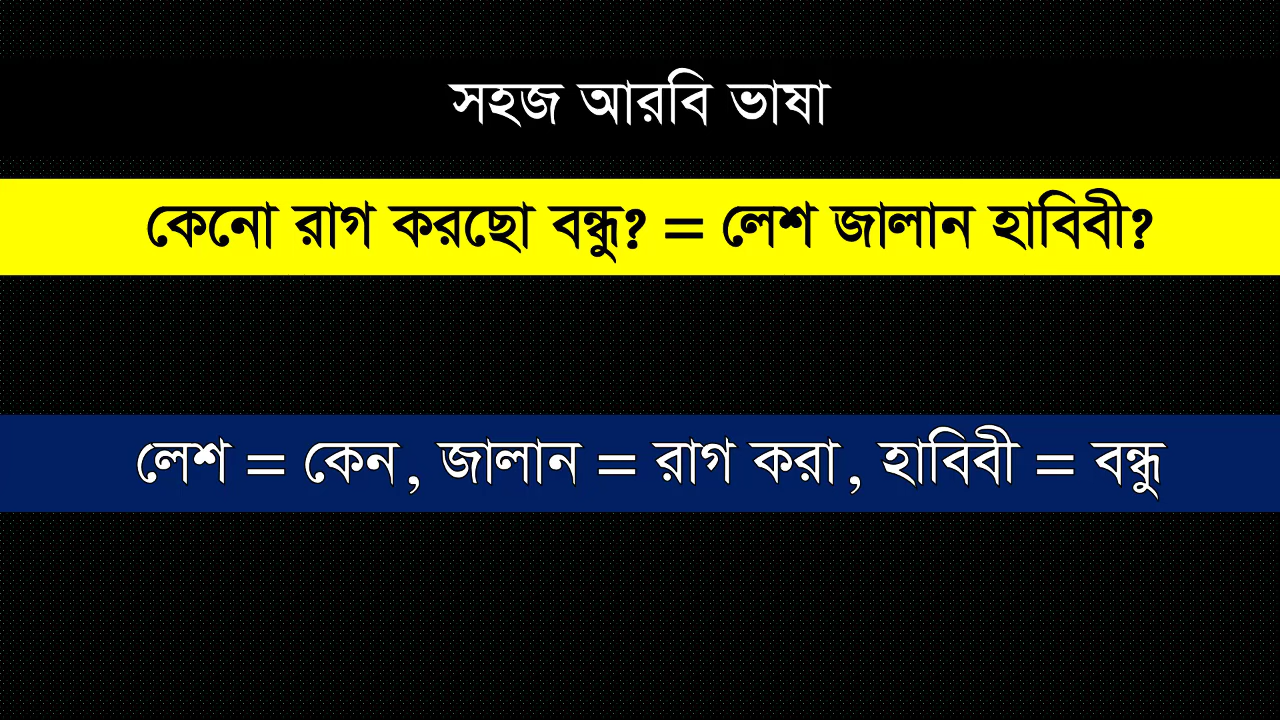 সহজ আরবি ভাষা
কেনো রাগ করছো বন্ধু? = লেশ জালান হাবিবী?
লেশ = কেন, জালান = রাগ করা, হাবিবী = বন্ধু